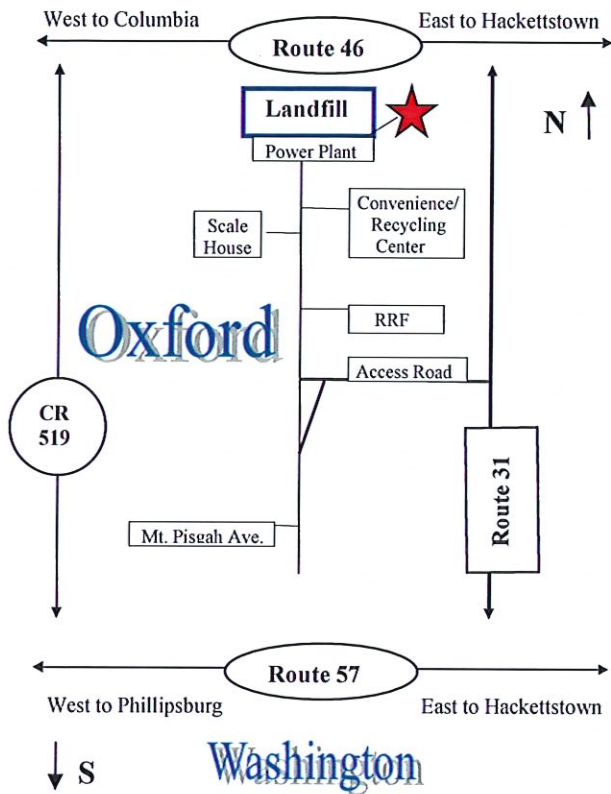 West to Columbia
East to Hackettstown
Route 46
Landfill
N
Power Plant
Convenience/
Recycling
Center
Scale
House
Oxford
RRF
Access Road
CR
519
Route 31
Mt. Pisgah Ave.
Route 57
West to Phillipsburg
East to Hackettstown
S
Washington